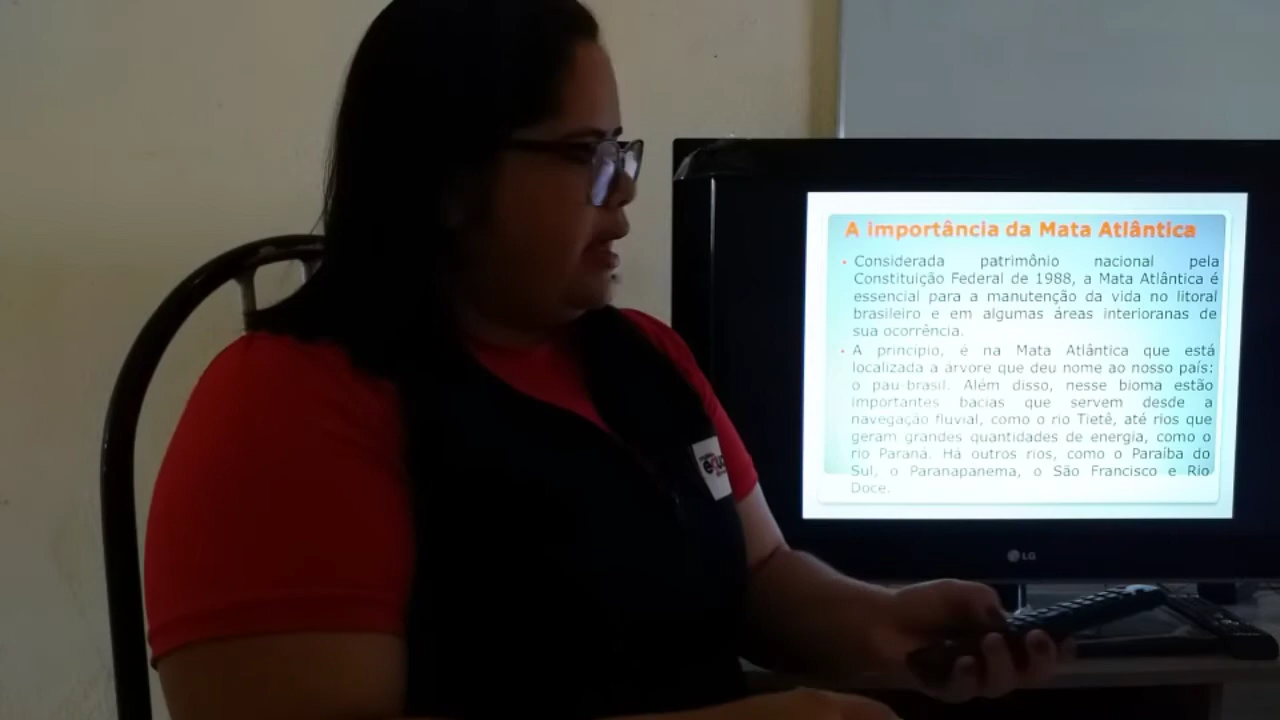 A importância da Mata Atlântica
• Considerada patrimônio nacional pela
Constituição Federal de 1988, a Mata Atlântica é
essencial para a manutenção da vida no litoral
brasileiro e em algumas áreas interioranas de
sua ocorrência.
• A princípio, é na Mata Atlântica que está
localizada a árvore que deu nome ao nosso país:
o pau-brasil. Além disso, nesse bioma estão
importantes bacias que servem desde a
navegação fluvial, como o rio Tietê, até rios que
geram grandes quantidades de energia, como o
rio Paraná. Há outros rios, como o Paraíba do
Sul, o Paranapanema, o São Francisco e Rio
Doce.
LG